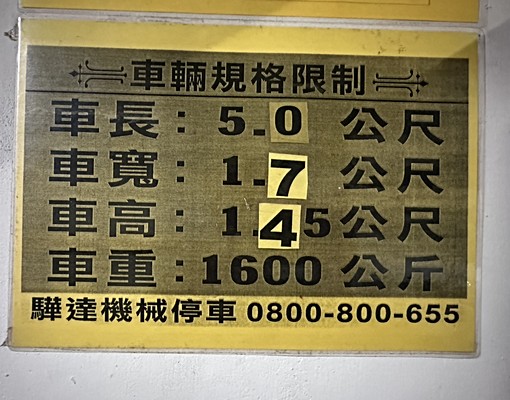 車輛規格限制
車長：5.0 公尺
車寬：1.7 公尺
車高：1.45公尺
車重：1600 公斤
驊達機械停車 0800-800-655